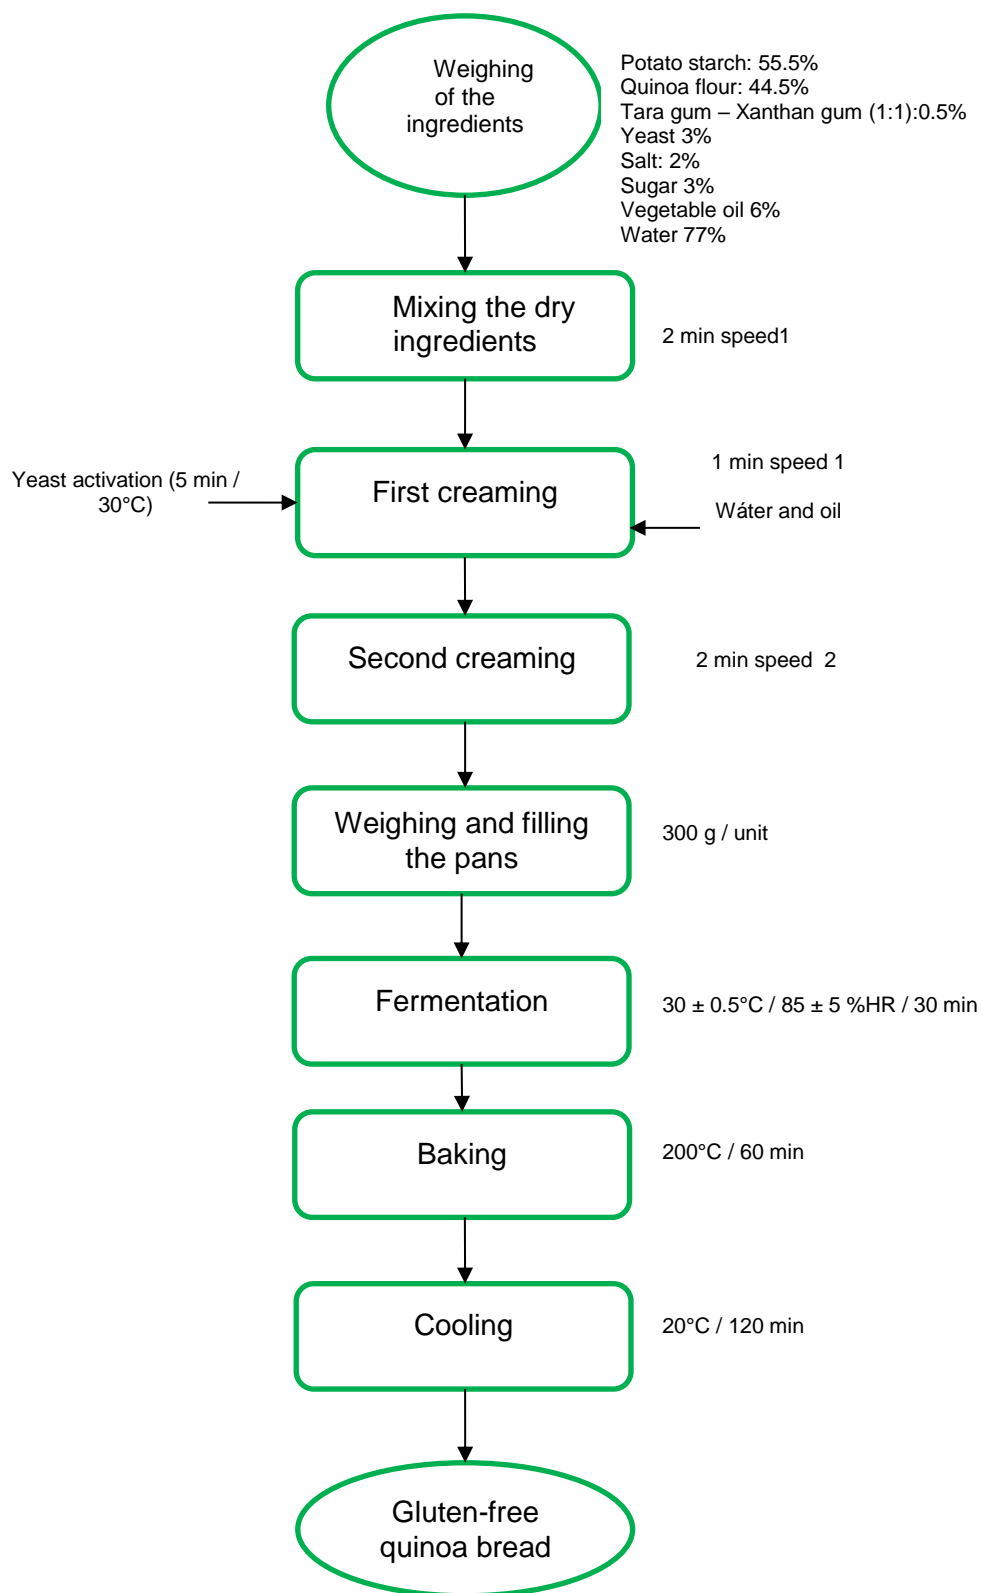 Weighing
of the
ingredients
Potato starch: 55.5%
Quinoa flour: 44.5%
Tara gum – Xanthan gum (1:1):0.5%
Yeast 3%
Salt: 2%
Sugar 3%
Vegetable oil 6%
Water 77%
Mixing the dry
ingredients
2 min speed1
Yeast activation (5 min /
30°C)
First creaming
1 min speed 1
Wáter and oil
Second creaming
2 min speed 2
Weighing and filling
the pans
300 g / unit
Fermentation
30 ± 0.5°C / 85 ± 5 %HR / 30 min
Baking
200°C / 60 min
Cooling
20°C / 120 min
Gluten-free
quinoa bread